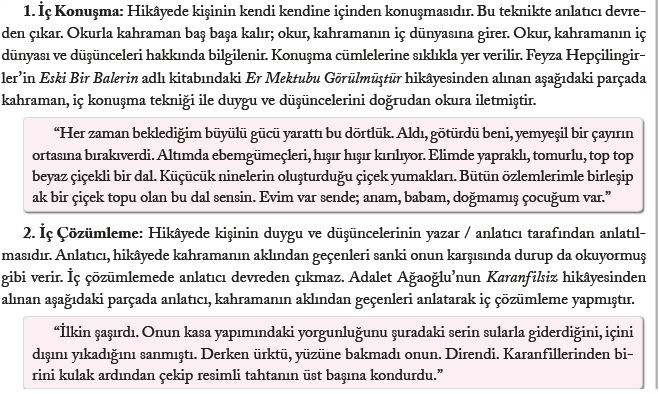 1. İç Konuşma: Hikâyede kişinin kendi kendine içinden konuşmasıdır. Bu teknikte anlatıcı devre-
den çıkar. Okurla kahraman baş başa kalır; okur, kahramanın iç dünyasına girer. Okur, kahramanın iç
dünyası ve düşünceleri hakkında bilgilenir. Konuşma cümlelerine sıklıkla yer verilir. Feyza Hepçilingir-
ler’in Eski Bir Balerin adlı kitabındaki Er Mektubu Görülmüştür hikâyesinden alınan aşağıdaki parçada
kahraman, iç konuşma tekniği ile duygu ve düşüncelerini doğrudan okura iletmiştir.
“Her zaman beklediğim büyülü gücü yarattı bu dörtlük. Aldı, götürdü beni, yemyeşil bir çayırın
ortasına bırakıverdi. Altımda ebemgümeçleri, hışır hışır kırılıyor. Elimde yapraklı, tomurlu, top top
beyaz çiçekli bir dal. Küçücük ninelerin oluşturduğu çiçek yumakları. Bütün özlemlerimle birleşip
ak bir çiçek topu olan bu dal sensin. Evim var sende; anam, babam, doğmamış çocuğum var.”
2. İç Çözümleme: Hikâyede kişinin duygu ve düşüncelerinin yazar / anlatıcı tarafından anlatıl-
masıdır. Anlatıcı, hikâyede kahramanın aklından geçenleri sanki onun karşısında durup da okuyormuş
gibi verir. İç çözümlemede anlatıcı devreden çıkmaz. Adalet Ağaoğlu’nun Karanfilsiz hikâyesinden
alınan aşağıdaki parçada anlatıcı, kahramanın aklından geçenleri anlatarak iç çözümleme yapmıştır.
“İlkin şaşırdı. Onun kasa yapımındaki yorgunluğunu şuradaki serin sularla giderdiğini, içini
dışını yıkadığını sanmıştı. Derken ürktü, yüzüne bakmadı onun. Direndi. Karanfillerinden bi-
rini kulak ardından çekip resimli tahtanın üst başına kondurdu.”